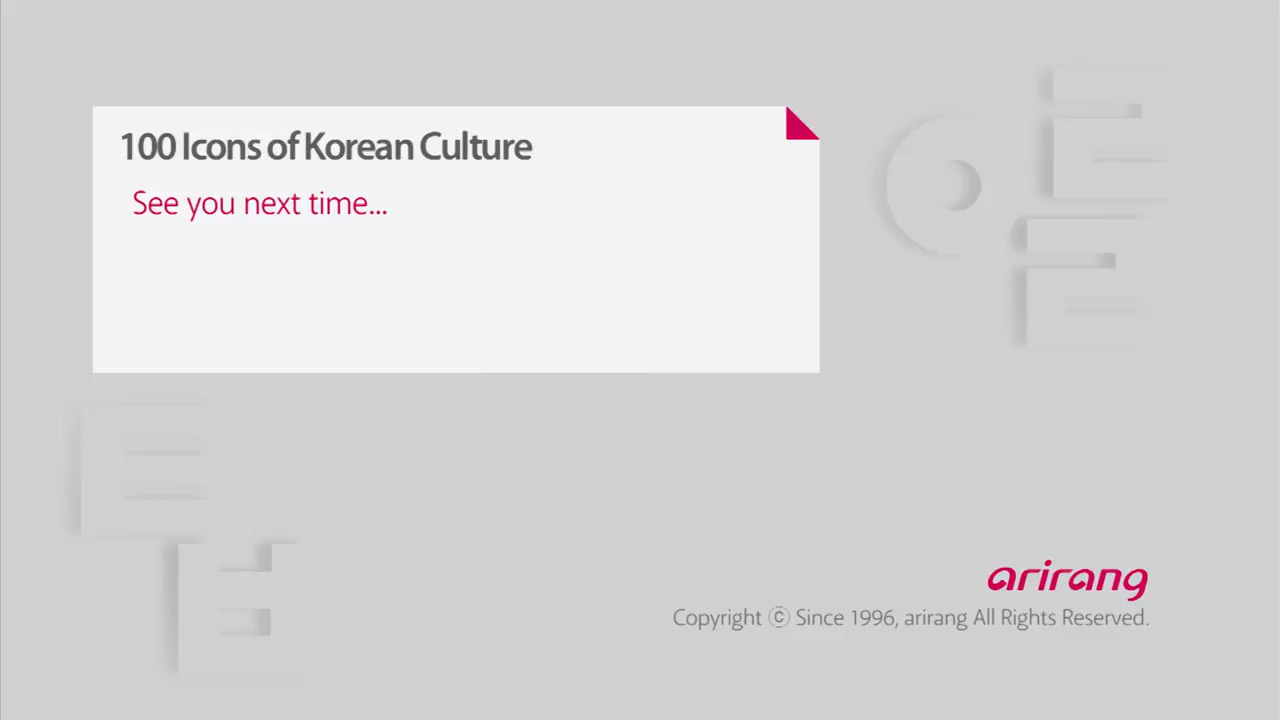 100 Icons of Korean Culture
See you next time...
arirang
Copyright ⓒ Since 1996, arirang All Rights Reserved.